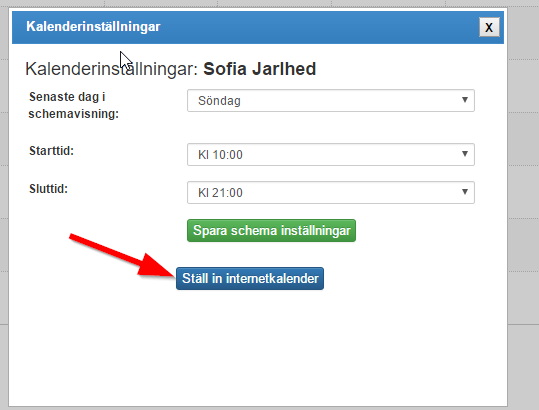 Kalenderinställningar
X
Kalenderinställningar: Sofia Jarlhed
Senaste dag i
schemavisning:
Söndag
Starttid:
Kl 10:00
Sluttid:
Kl 21:00
Spara schema inställningar
Ställ in internetkalender